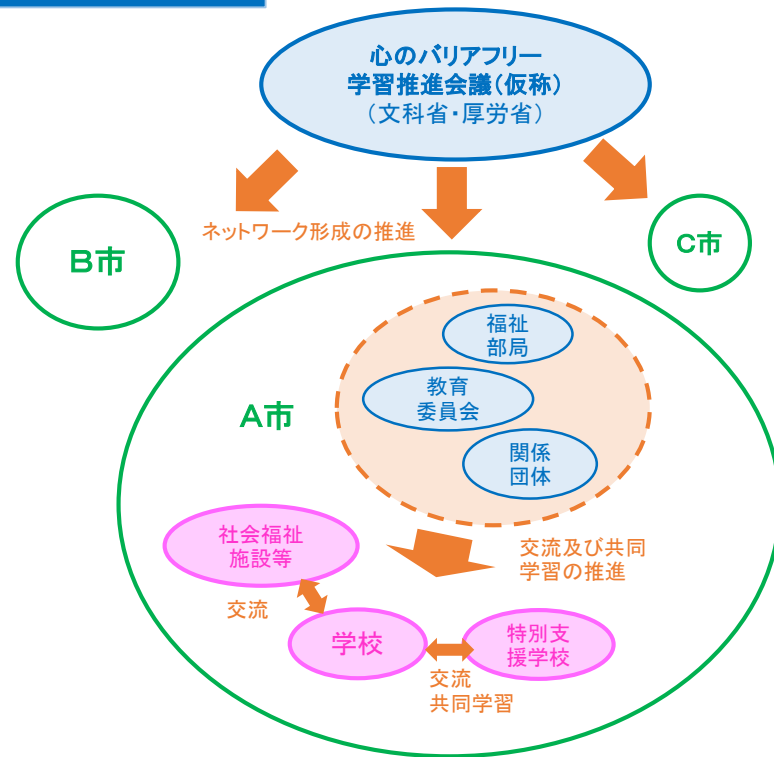 心のバリアフリー
学習推進会議(仮称)
（文科省・厚労省）
ネットワーク形成の推進
B市
C市
A市
福祉
部局
教育
委員会
関係
団体
社会福祉
施設等
交流及び共同
学習の推進
交流
学校
特別支
援学校
交流
共同学習